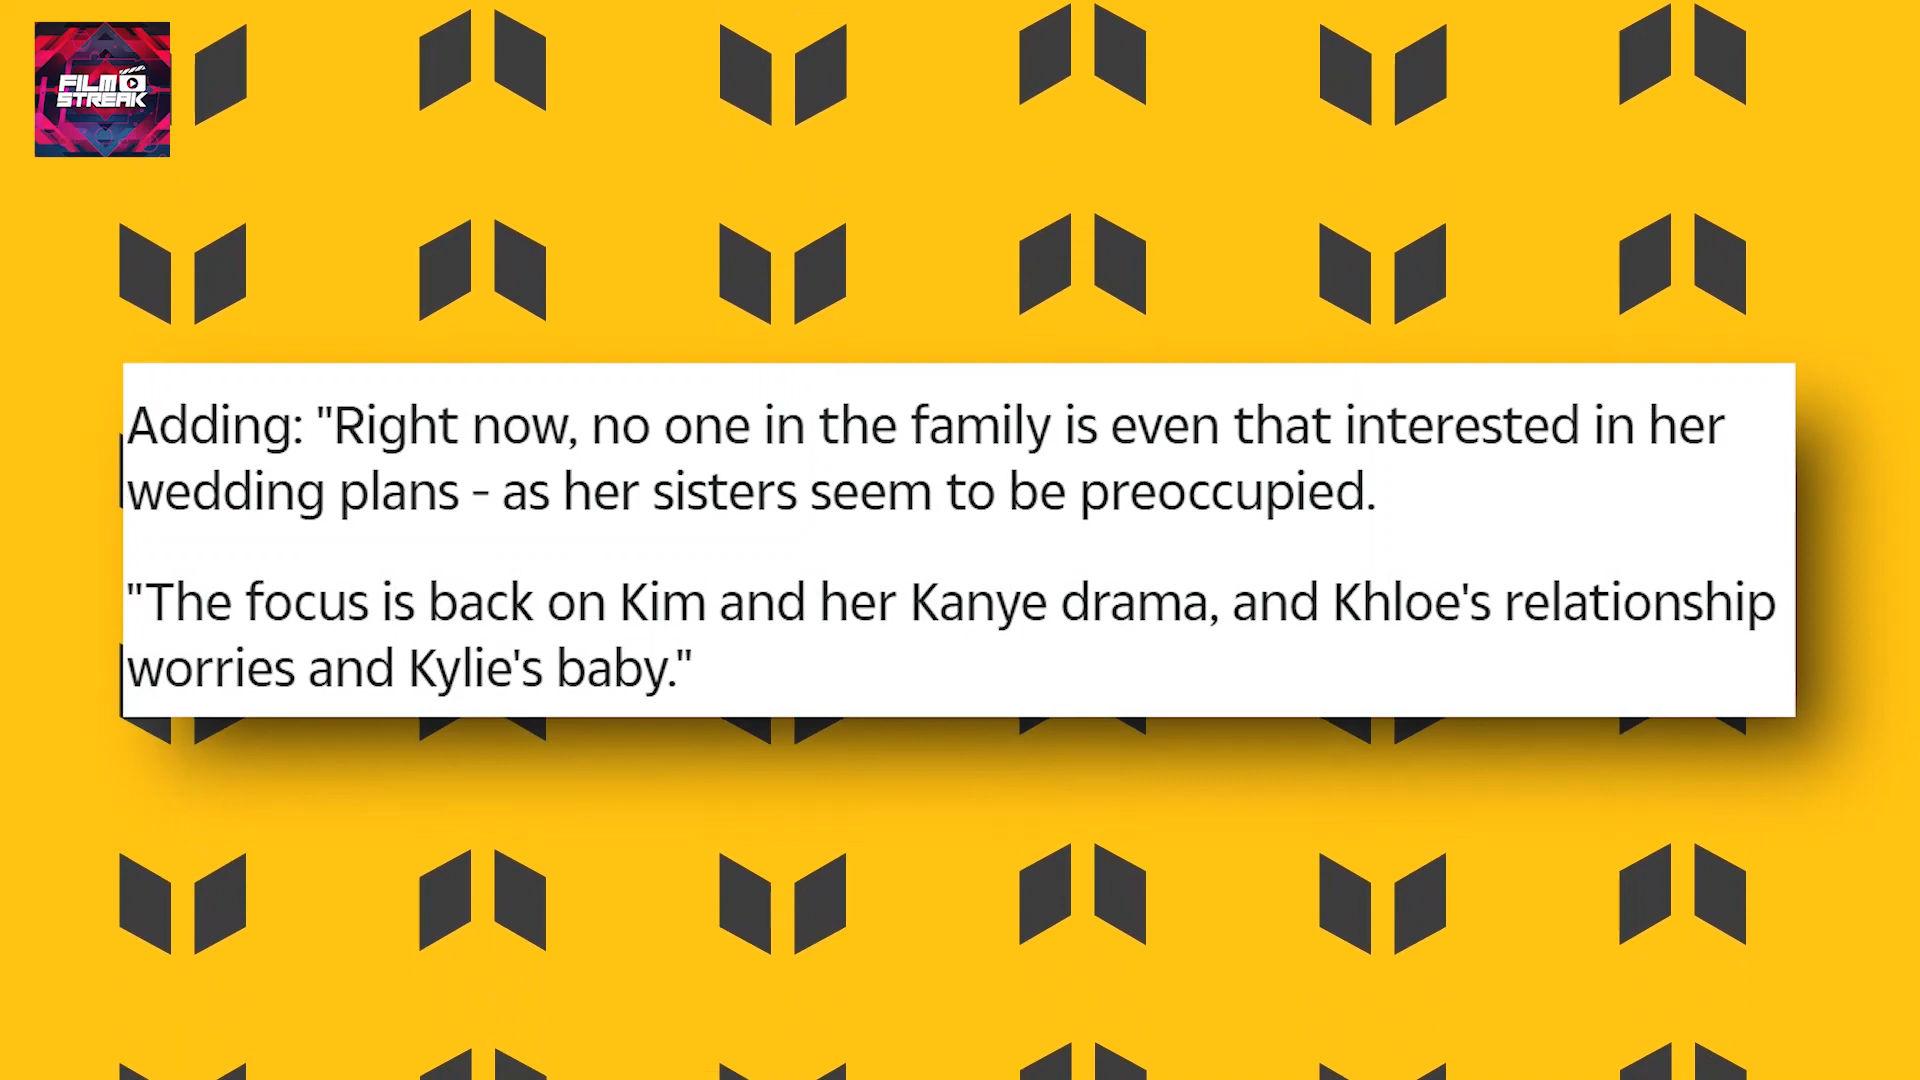 FILM
STREAK
Adding: "Right now, no one in the family is even that interested in her
wedding plans - as her sisters seem to be preoccupied.
"The focus is back on Kim and her Kanye drama, and Khloe's relationship
worries and Kylie's baby."